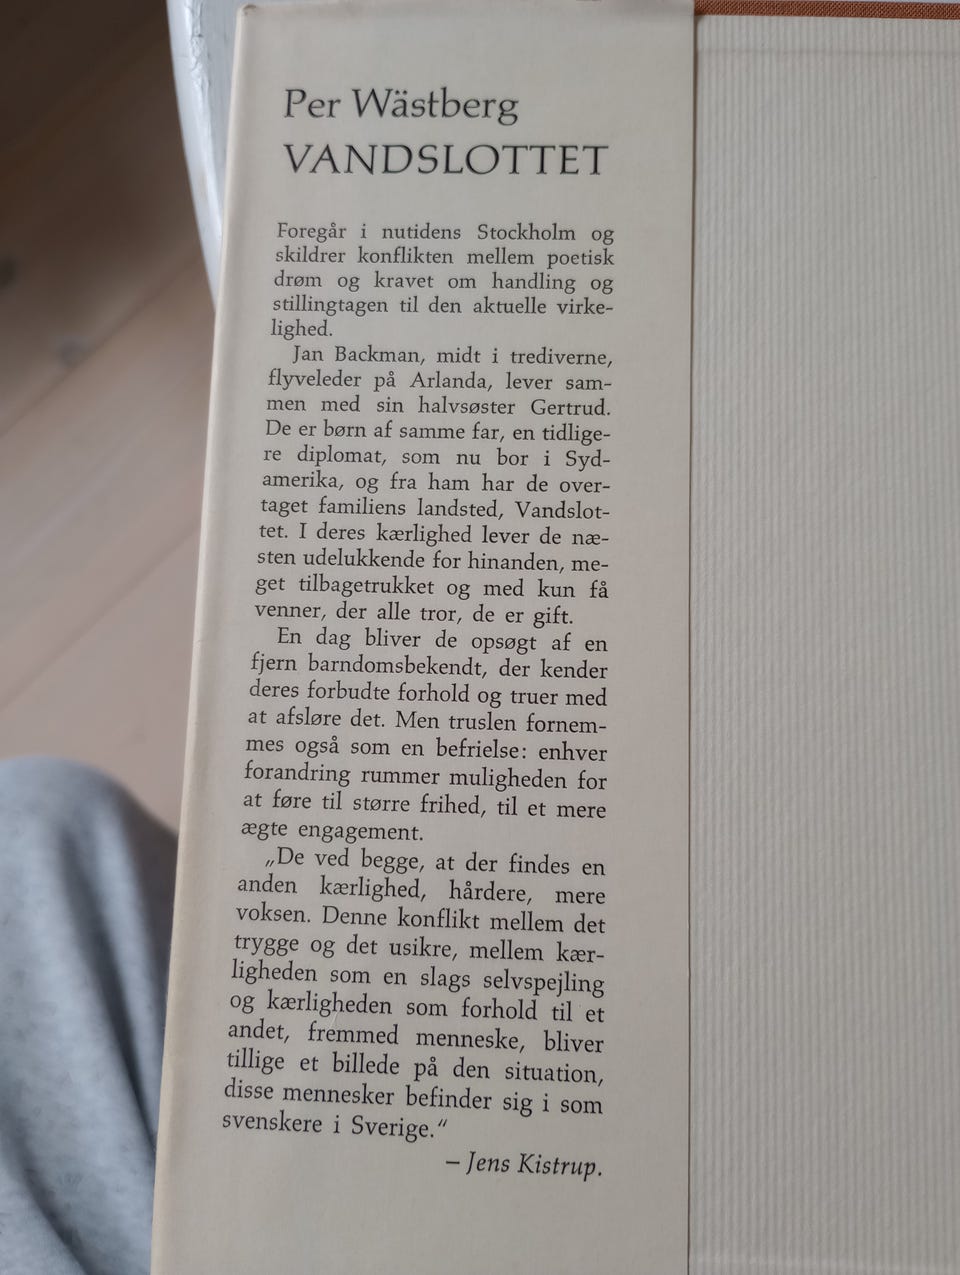 Per Wästberg
VANDSLOTTET
Foregår i nutidens Stockholm og
skildrer konflikten mellem poetisk
drøm og kravet om handling og
stillingtagen til den aktuelle virke-
lighed.
Jan Backman, midt i trediverne,
flyveleder på Arlanda, lever sam-
men med sin halvsøster Gertrud.
De er børn af samme far, en tidlige-
re diplomat, som nu bor i Syd-
amerika, og fra ham har de over-
taget familiens landsted, Vandslot-
tet. I deres kærlighed lever de næ-
sten udelukkende for hinanden, me-
get tilbagetrukket og med kun få
venner, der alle tror, de er gift.
En dag bliver de opsøgt af en
fjern barndomsbekendt, der kender
deres forbudte forhold og truer med
at afsløre det. Men truslen fornem-
mes også som en befrielse: enhver
forandring rummer muligheden for
at føre til større frihed, til et mere
ægte engagement.
„De ved begge, at der findes en
anden kærlighed, hårdere, mere
voksen. Denne konflikt mellem det
trygge og det usikre, mellem kær-
ligheden som en slags selvspejling
og kærligheden som forhold til et
andet, fremmed menneske, bliver
tillige et billede på den situation,
disse mennesker befinder sig i som
svenskere i Sverige.“
– Jens Kistrup.